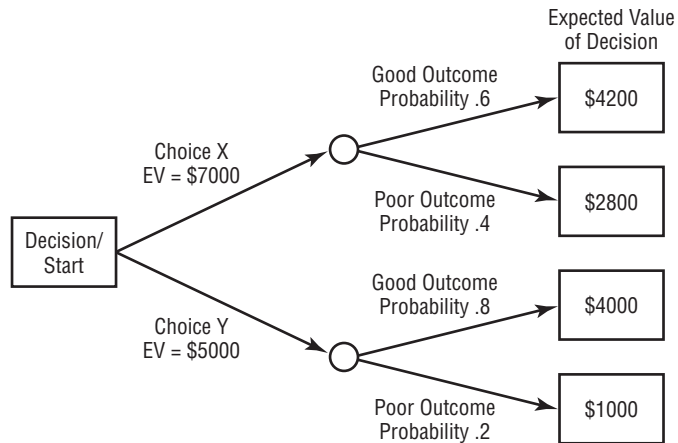 Expected Value
of Decision
Good Outcome
Probability .6
$4200
Choice X
EV = $7000
Poor Outcome
Probability .4
$2800
Decision/
Start
Good Outcome
Probability .8
$4000
Choice Y
EV = $5000
Poor Outcome
Probability .2
$1000